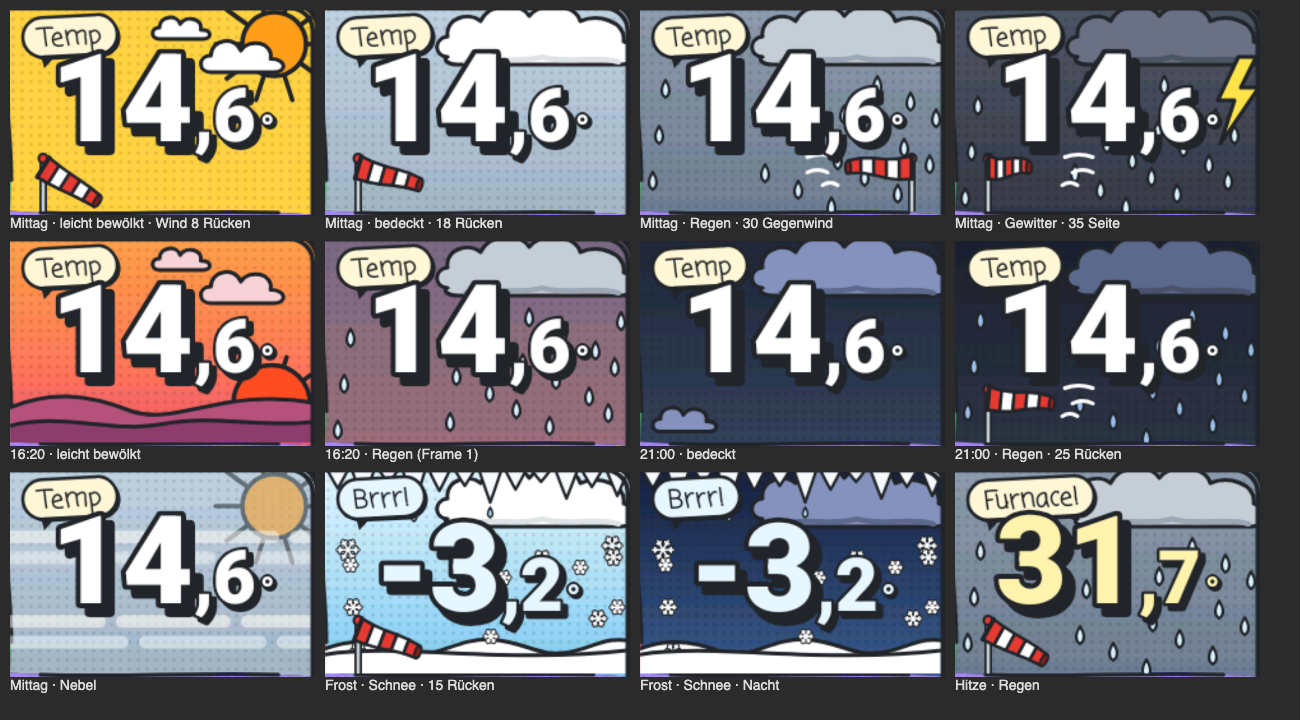 Temp
14,6°
Mittag · leicht bewölkt · Wind 8 Rücken
Temp
14,6°
Mittag · bedeckt · 18 Rücken
Temp
14,6°
Mittag · Regen · 30 Gegenwind
Temp
14,6°
Mittag · Gewitter · 35 Seite
Temp
14,6°
16:20 · leicht bewölkt
Temp
14,6°
16:20 · Regen (Frame 1)
Temp
14,6°
21:00 · bedeckt
Temp
14,6°
21:00 · Regen · 25 Rücken
Temp
14,6°
Mittag · Nebel
Brrr!
-3,2°
Frost · Schnee · 15 Rücken
Brrr!
-3,2°
Frost · Schnee · Nacht
Furnace!
31,7°
Hitze · Regen